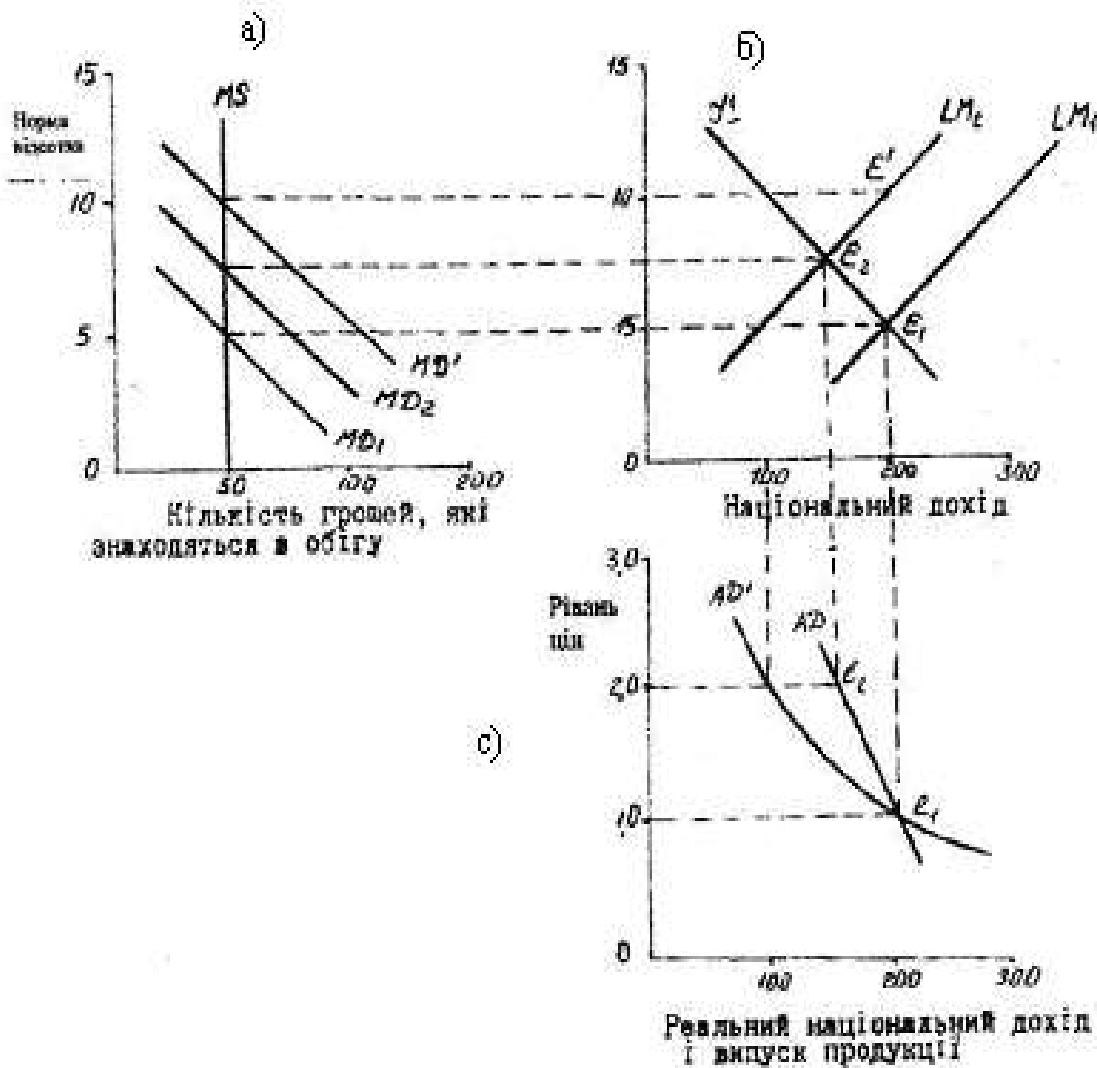 а)
15
Норма
відсотка
10
5
0
MS
MD'
MD₂
MD₁
50
100
200
Кількість грошей, які
знаходяться в обігу
б)
15
10
15
0
LM₂
LM₁
E'
E₂
E₁
100
200
300
Національний дохід
с)
3,0
Рівань
цін
2,0
1,0
0
AD'
AD
e₂
e₁
100
200
300
Реальний національний дохід
і випуск продукції